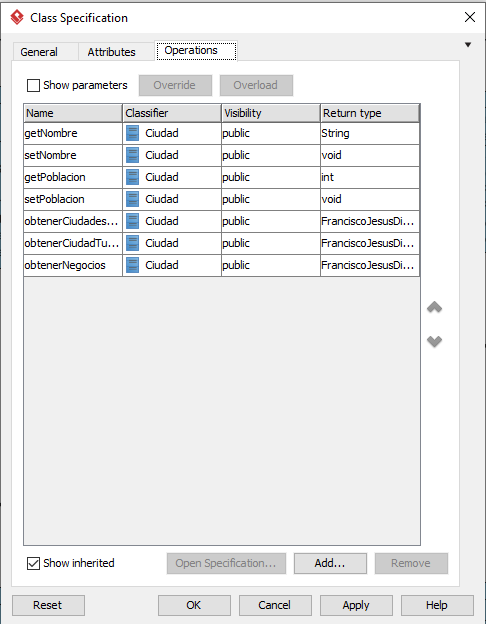 Class Specification
General Attributes Operations
Show parameters Override Overload
Name Classifier Visibility Return type
getNombre Ciudad public String
setNombre Ciudad public void
getPoblacion Ciudad public int
setPoblacion Ciudad public void
obtenerCiudades... Ciudad public FranciscoJesusDi...
obtenerCiudadTu... Ciudad public FranciscoJesusDi...
obtenerNegocios Ciudad public FranciscoJesusDi...
Show inherited Open Specification... Add... Remove
Reset OK Cancel Apply Help